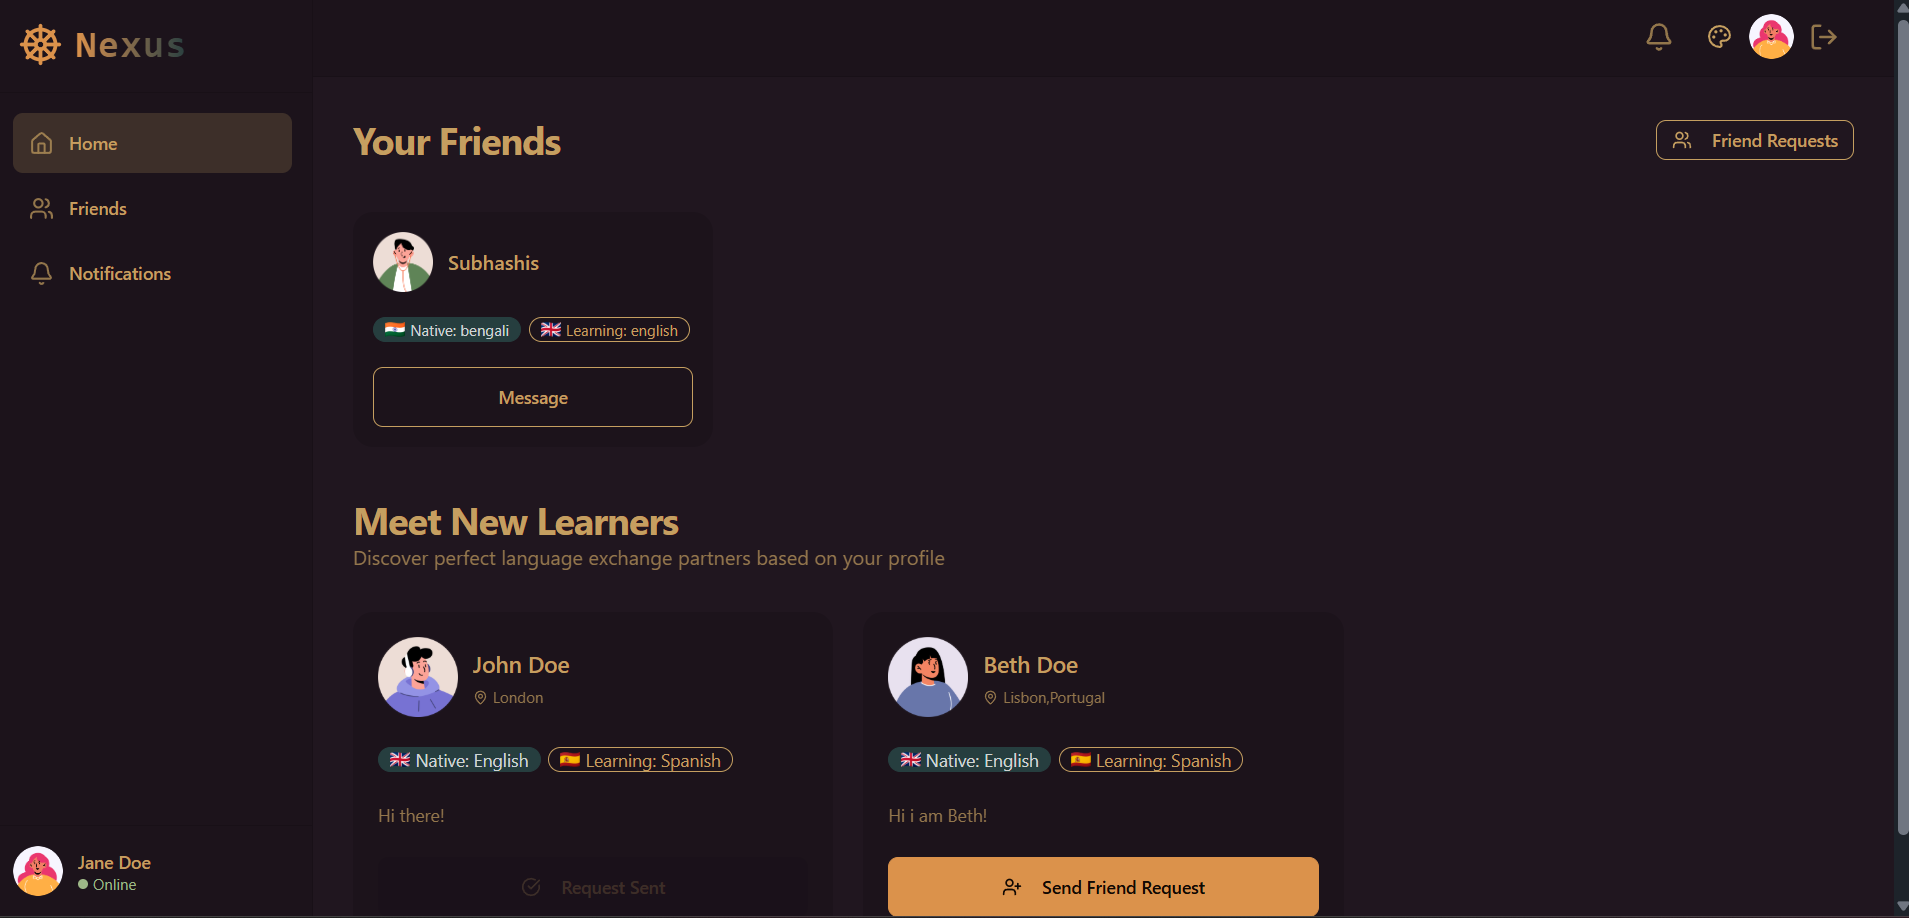 Nexus
Home
Friends
Notifications
Your Friends
Friend Requests
Subhashis
Native: bengali
Learning: english
Message
Meet New Learners
Discover perfect language exchange partners based on your profile
John Doe
London
Native: English
Learning: Spanish
Hi there!
Request Sent
Beth Doe
Lisbon,Portugal
Native: English
Learning: Spanish
Hi i am Beth!
Send Friend Request
Jane Doe
Online